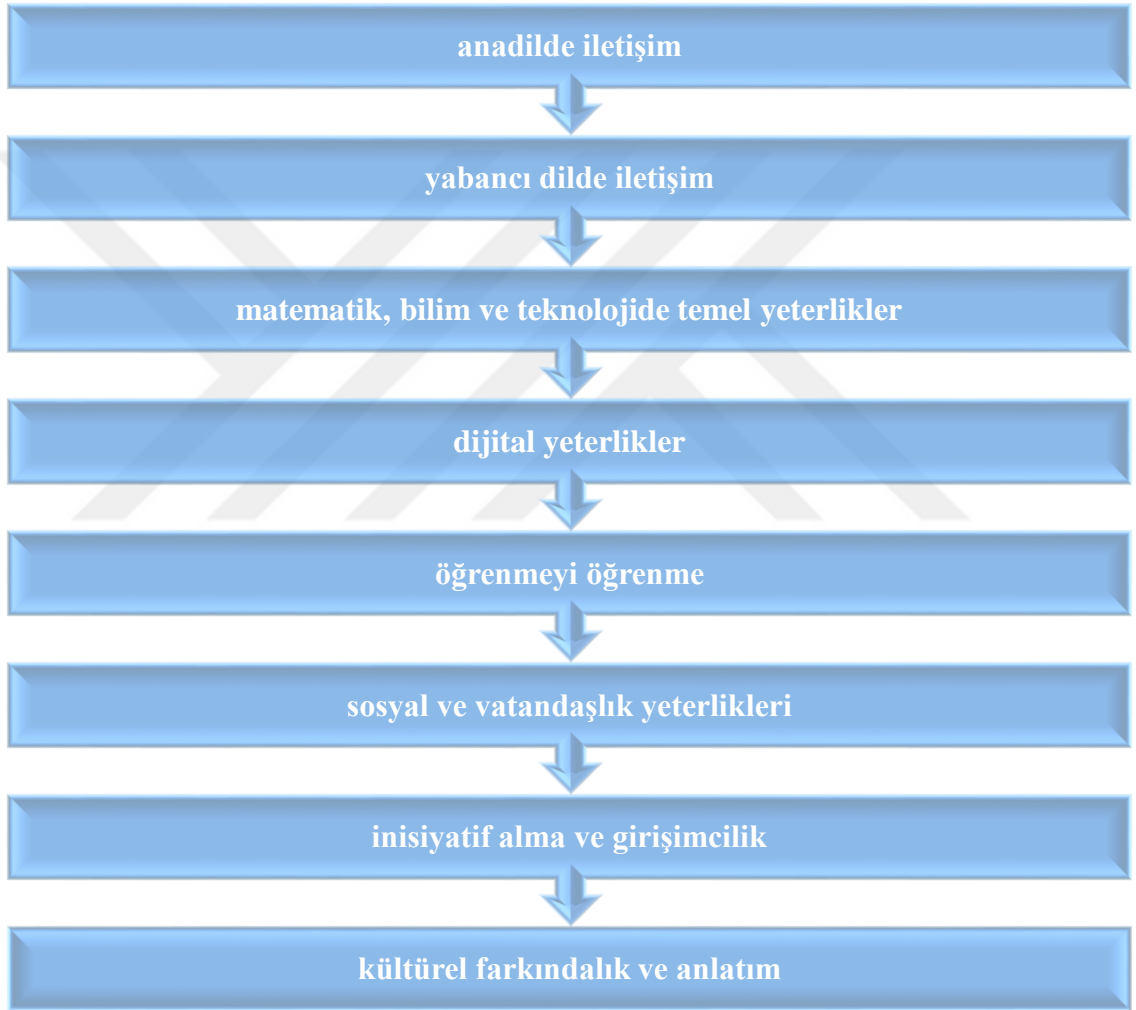 anadilde iletişim
yabancı dilde iletişim
matematik, bilim ve teknolojide temel yeterlikler
dijital yeterlikler
öğrenmeyi öğrenme
sosyal ve vatandaşlık yeterlikleri
inisiyatif alma ve girişimcilik
kültürel farkındalık ve anlatım